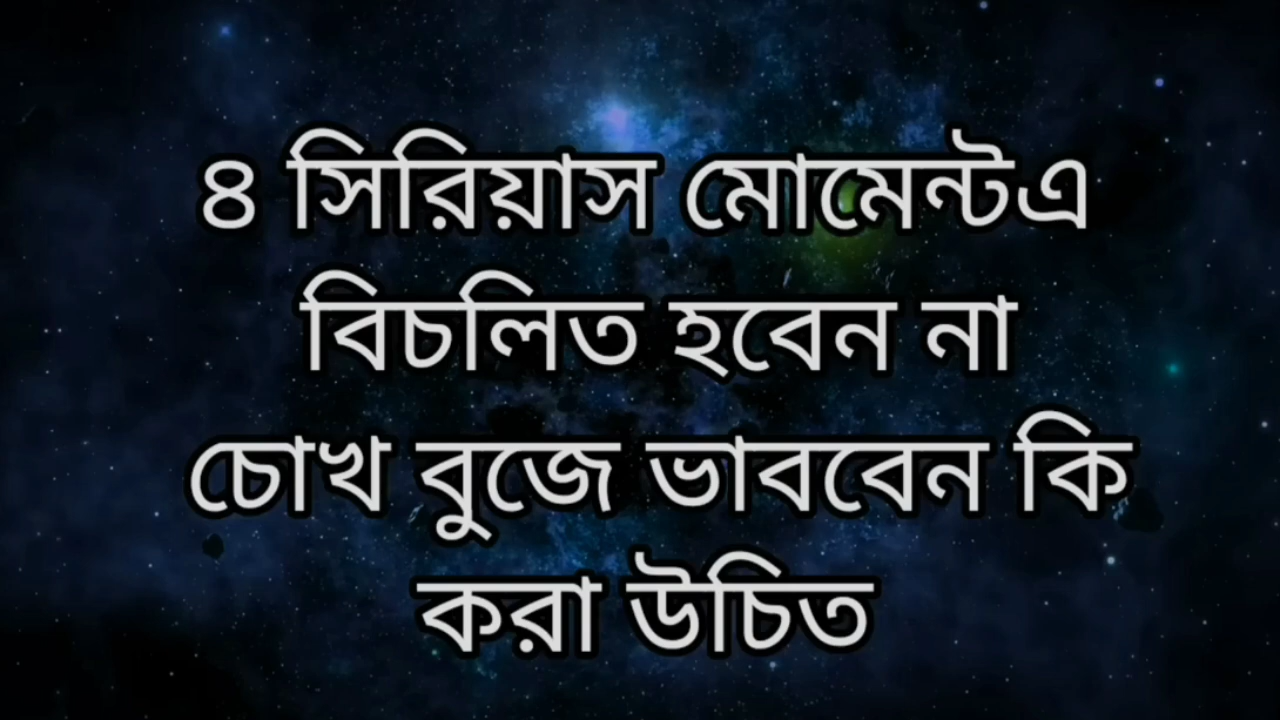 ৪ সিরিয়াস মোমেন্টএ
বিচলিত হবেন না
চোখ বুজে ভাববেন কি
করা উচিত